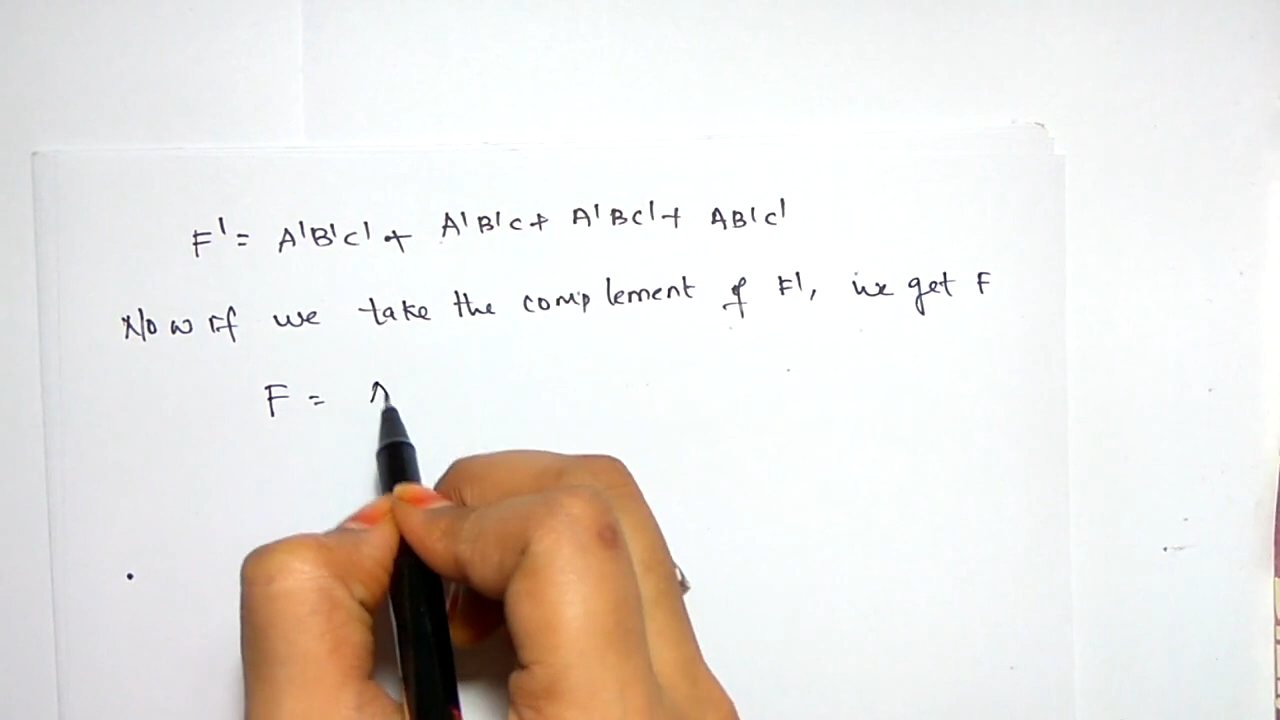 F' = A'B'C' + A'B'C + A'BC' + AB'C'
Now if we take the complement of F', we get F
F =